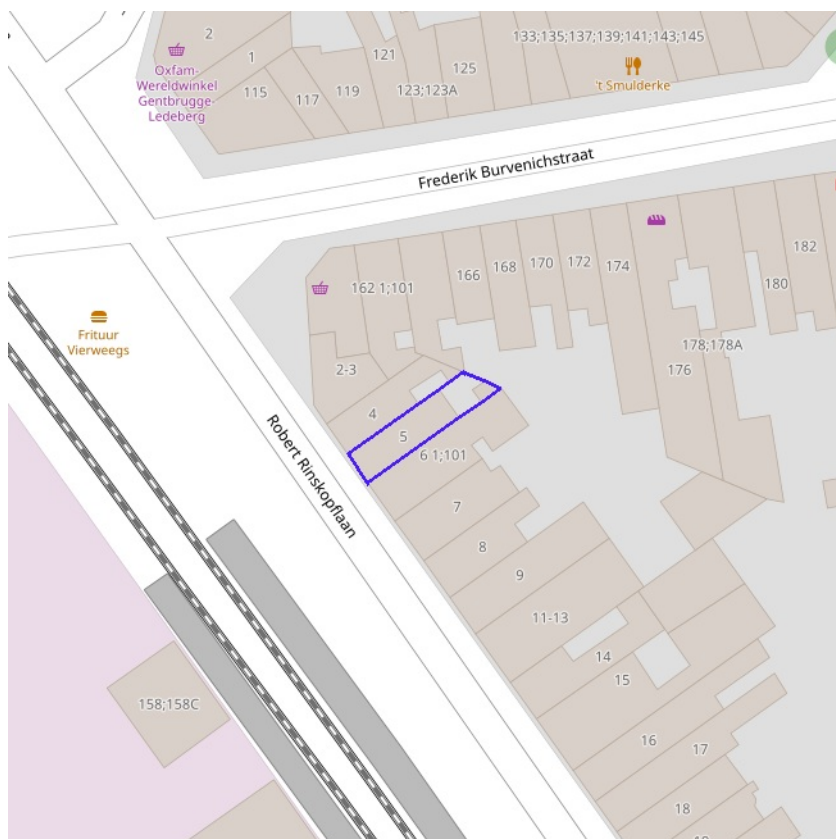 2
1
121
133;135;137;139;141;143;145
Oxfam-
Wereldwinkel
Gentbrugge-
Ledeberg
115
117
119
125
123;123A
't Smulderke
Frederik Burvenichstraat
162 1;101
166
168
170
172
174
182
180
Frituur
Vierweegs
2-3
178;178A
176
4
5
6 1;101
Robert Rinskopflaan
7
8
9
11-13
14
15
158;158C
16
17
18